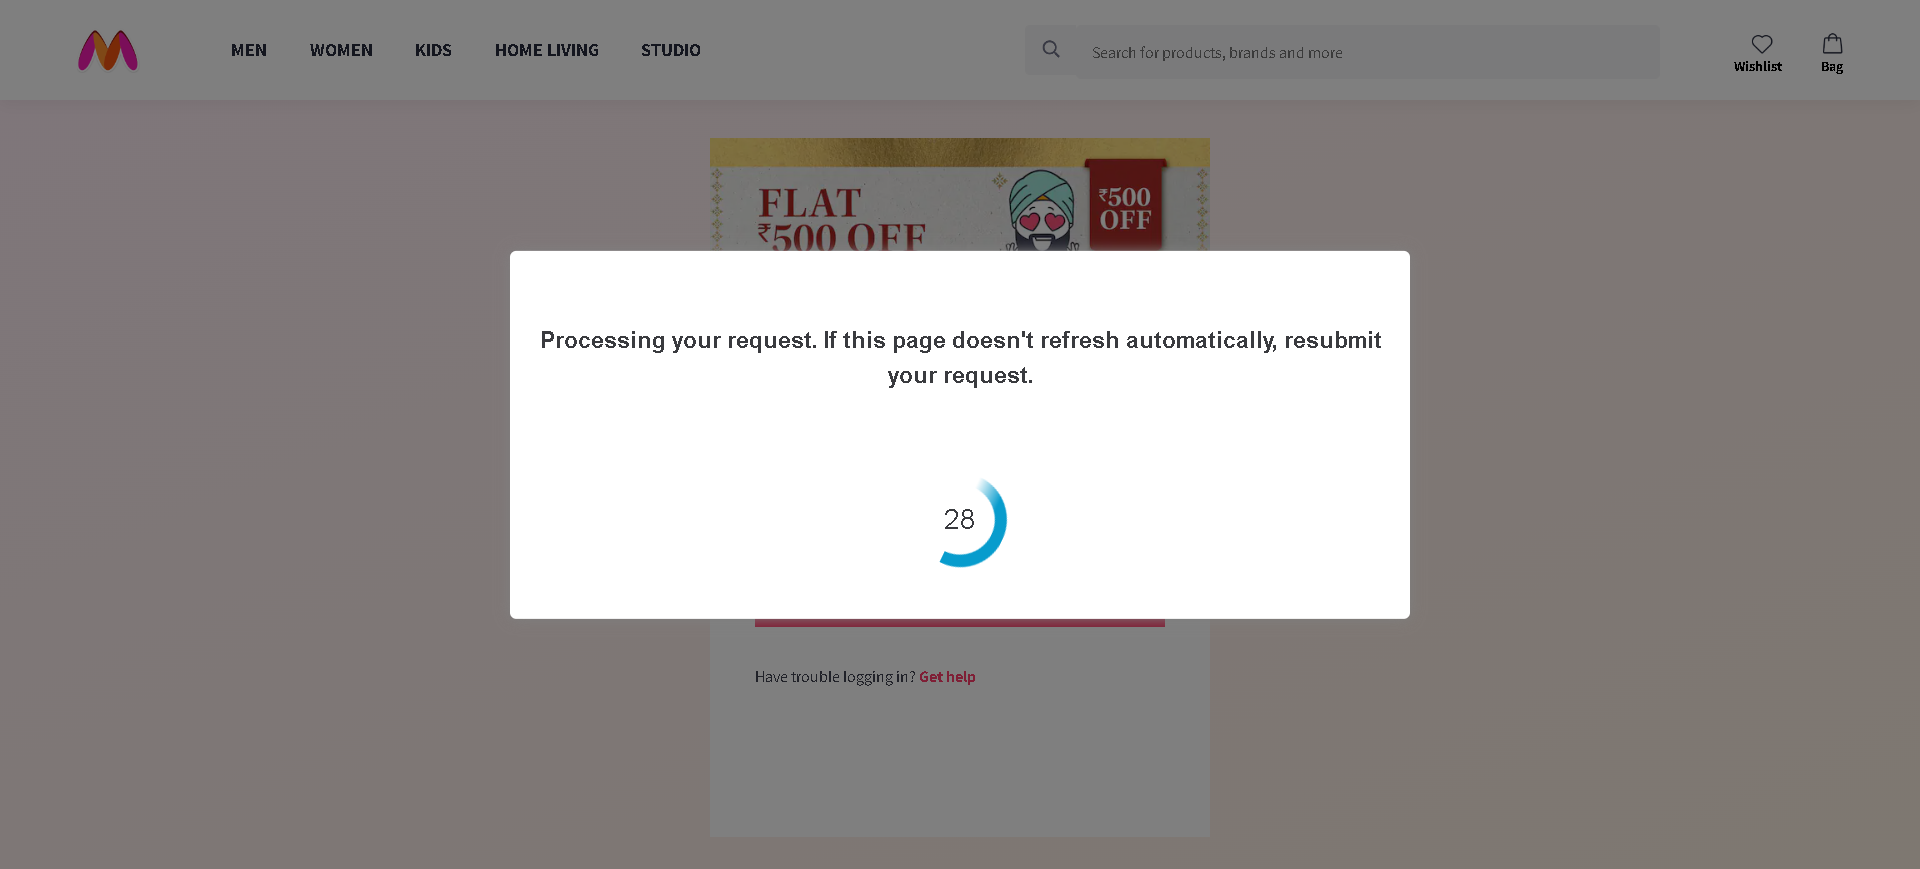 MEN WOMEN KIDS HOME LIVING STUDIO Search for products, brands and more Wishlist Bag
FLAT
₹500 OFF
₹500
OFF
Processing your request. If this page doesn't refresh automatically, resubmit
your request.
28
Have trouble logging in? Get help